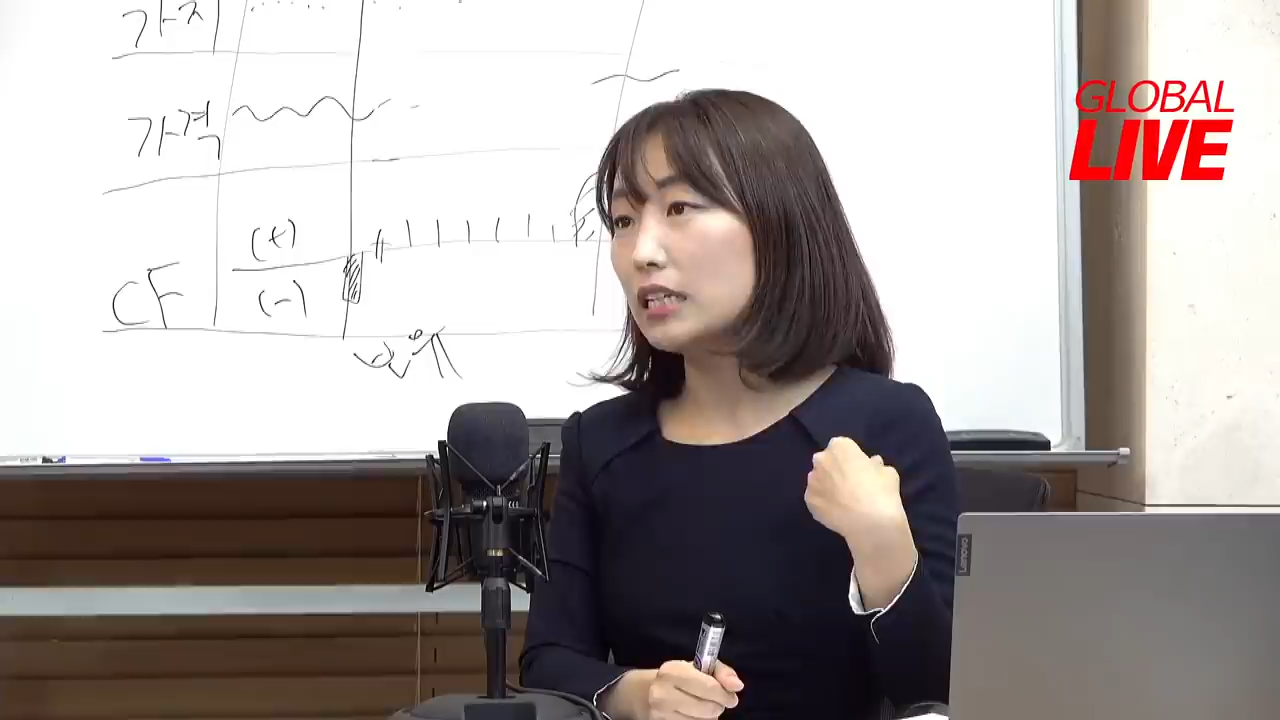 가치
GLOBAL
LIVE
가격
(+)
CF
(-)
Lenovo